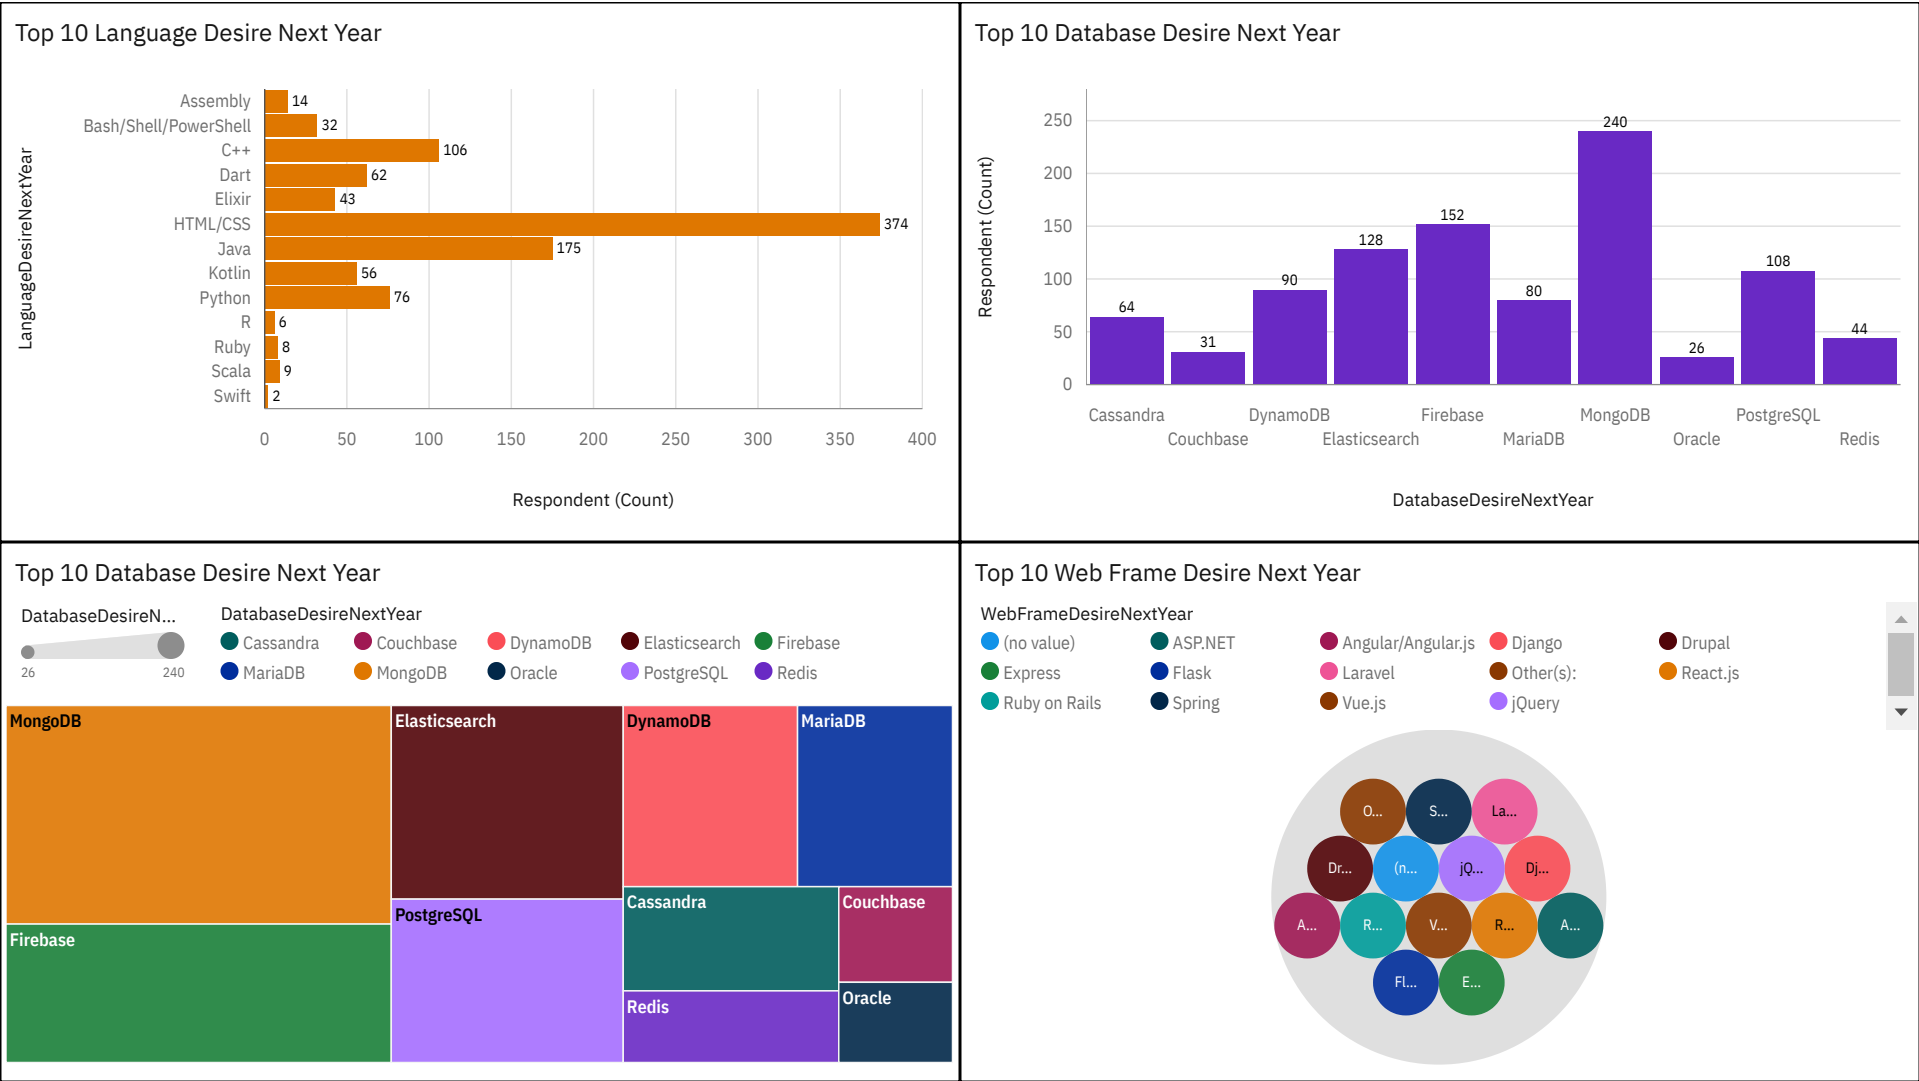 Top 10 Language Desire Next Year
LanguageDesireNextYear
Assembly 14
Bash/Shell/PowerShell 32
C++ 106
Dart 62
Elixir 43
HTML/CSS 374
Java 175
Kotlin 56
Python 76
R 6
Ruby 8
Scala 9
Swift 2
0 50 100 150 200 250 300 350 400
Respondent (Count)
Top 10 Database Desire Next Year
Respondent (Count)
250
200
150
100
50
0
64 31 90 128 152 80 240 26 108 44
Cassandra DynamoDB Firebase MongoDB PostgreSQL
Couchbase Elasticsearch MariaDB Oracle Redis
DatabaseDesireNextYear
Top 10 Database Desire Next Year
DatabaseDesireN...
26 240
DatabaseDesireNextYear
Cassandra Couchbase DynamoDB Elasticsearch Firebase
MariaDB MongoDB Oracle PostgreSQL Redis
MongoDB Elasticsearch DynamoDB MariaDB
Cassandra Couchbase
PostgreSQL
Firebase
Oracle
Redis
Top 10 Web Frame Desire Next Year
WebFrameDesireNextYear
(no value) ASP.NET Angular/Angular.js Django Drupal
Express Flask Laravel Other(s): React.js
Ruby on Rails Spring Vue.js jQuery
O... S... La...
Dr... (n... jQ... Dj...
A... R... V... R... A...
Fl... E...